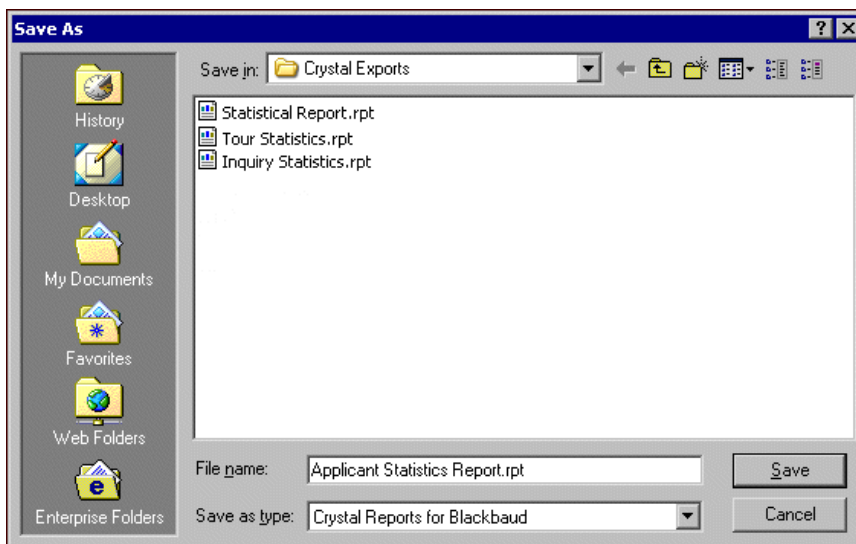 Save As
Save in: Crystal Exports
History
Desktop
My Documents
Favorites
Web Folders
Enterprise Folders
Statistical Report.rpt
Tour Statistics.rpt
Inquiry Statistics.rpt
File name: Applicant Statistics Report.rpt
Save
Save as type: Crystal Reports for Blackbaud
Cancel